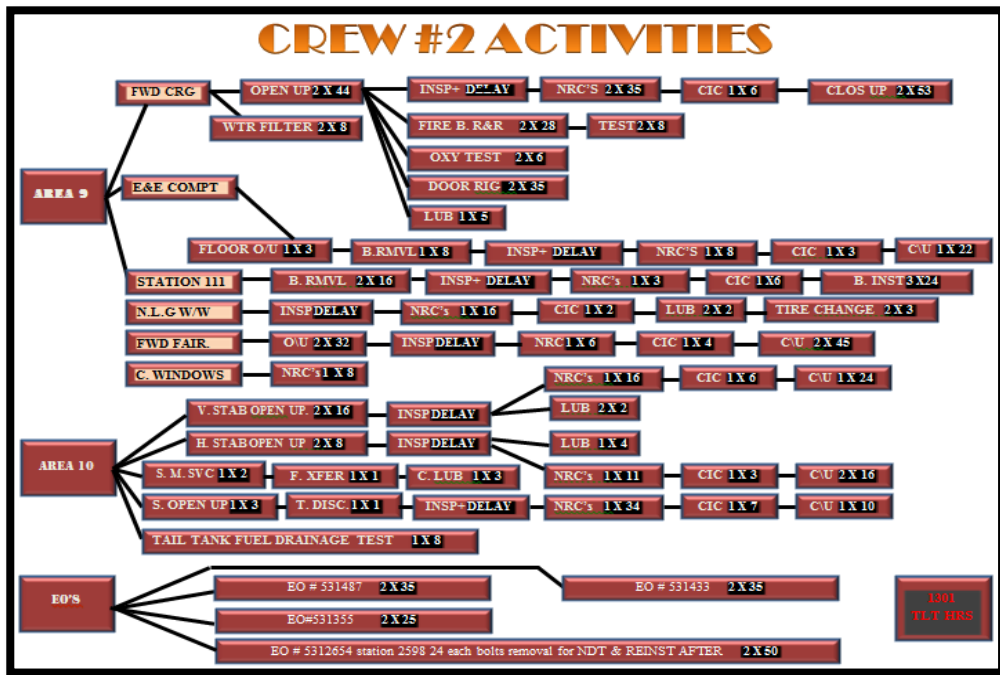 CREW #2 ACTIVITIES
FWD CRG OPEN UP 2 X 44 INSP+ DELAY NRC'S 2 X 35 CIC 1 X 6 CLOS UP 2 X 53
WTR FILTER 2 X 8 FIRE B. R&R 2 X 28 TEST 2 X 8
OXY TEST 2 X 6
AREA 9 E&E COMPT DOOR RIG 2 X 35
LUB 1 X 5
FLOOR O/U 1 X 3 B.RMVL 1 X 8 INSP+ DELAY NRC'S 1 X 8 CIC 1 X 3 C\U 1 X 22
STATION 111 B. RMVL 2 X 16 INSP+ DELAY NRC's 1 X 3 CIC 1X6 B. INST 3 X24
N.L.G W/W INSP DELAY NRC's 1 X 16 CIC 1 X 2 LUB 2 X 2 TIRE CHANGE 2 X 3
FWD FAIR. O\U 2 X 32 INSP DELAY NRC 1 X 6 CIC 1 X 4 C\U 2 X 45
C. WINDOWS NRC's 1 X 8 NRC's 1 X 16 CIC 1 X 6 C\U 1 X 24
V. STAB OPEN UP. 2 X 16 INSP DELAY LUB 2 X 2
H. STAB OPEN UP 2 X 8 INSP DELAY LUB 1 X 4
AREA 10 S. M. SVC 1 X 2 F. XFER 1 X 1 C. LUB 1 X 3 NRC's 1 X 11 CIC 1 X 3 C\U 2 X 16
S. OPEN UP 1 X 3 T. DISC. 1 X 1 INSP+ DELAY NRC's 1 X 34 CIC 1 X 7 C\U 1 X 10
TAIL TANK FUEL DRAINAGE TEST 1 X 8
EO'S EO # 531487 2 X 35 EO # 531433 2 X 35
EO#531355 2 X 25
EO # 5312654 station 2598 24 each bolts removal for NDT & REINST AFTER 2 X 50
1301
TLT HRS